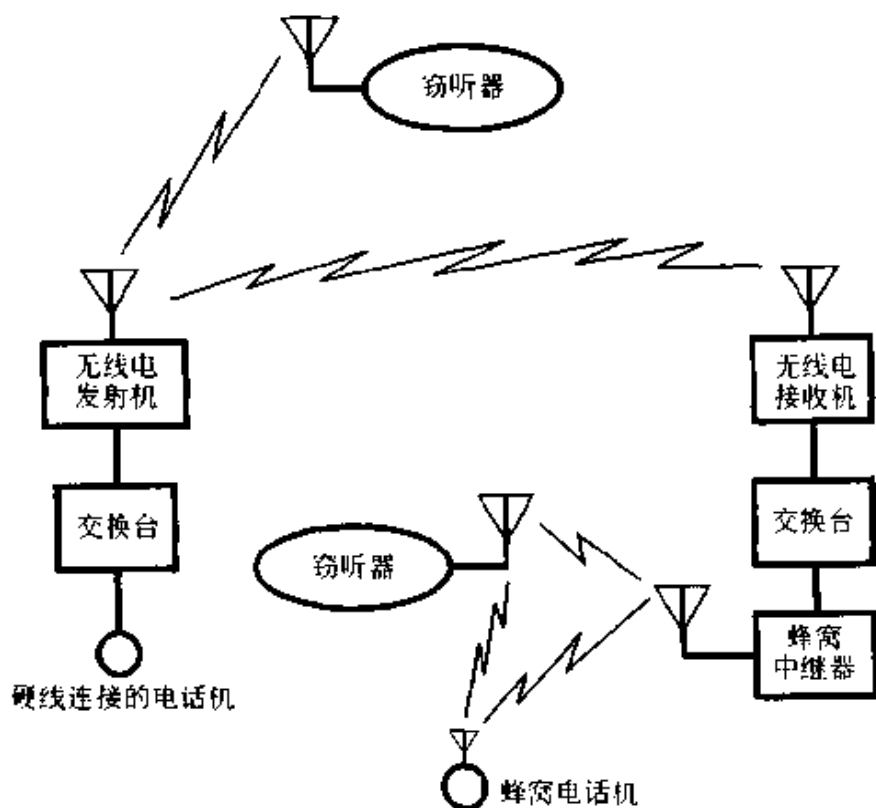 窃听器
无线电
发射机
无线电
接收机
交换台
交换台
窃听器
蜂窝
中继器
硬线连接的电话机
蜂窝电话机